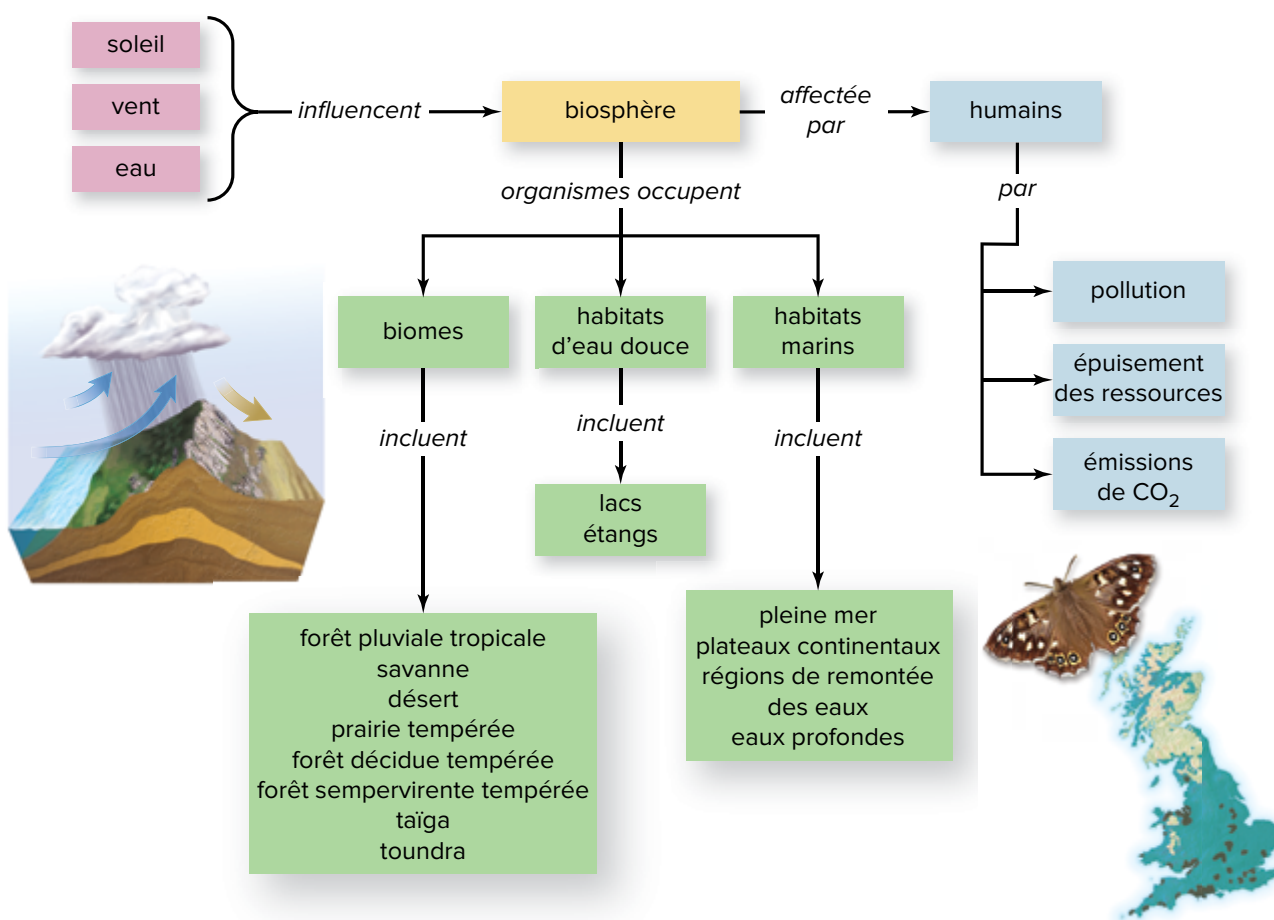 soleil
vent
eau
influencent
biosphère
affectée
par
humains
organismes occupent
par
biomes
habitats
d'eau douce
habitats
marins
pollution
épuisement
des ressources
émissions
de CO₂
incluent
incluent
incluent
lacs
étangs
forêt pluviale tropicale
savanne
désert
prairie tempérée
forêt décidue tempérée
forêt sempervirente tempérée
taïga
toundra
pleine mer
plateaux continentaux
régions de remontée
des eaux
eaux profondes